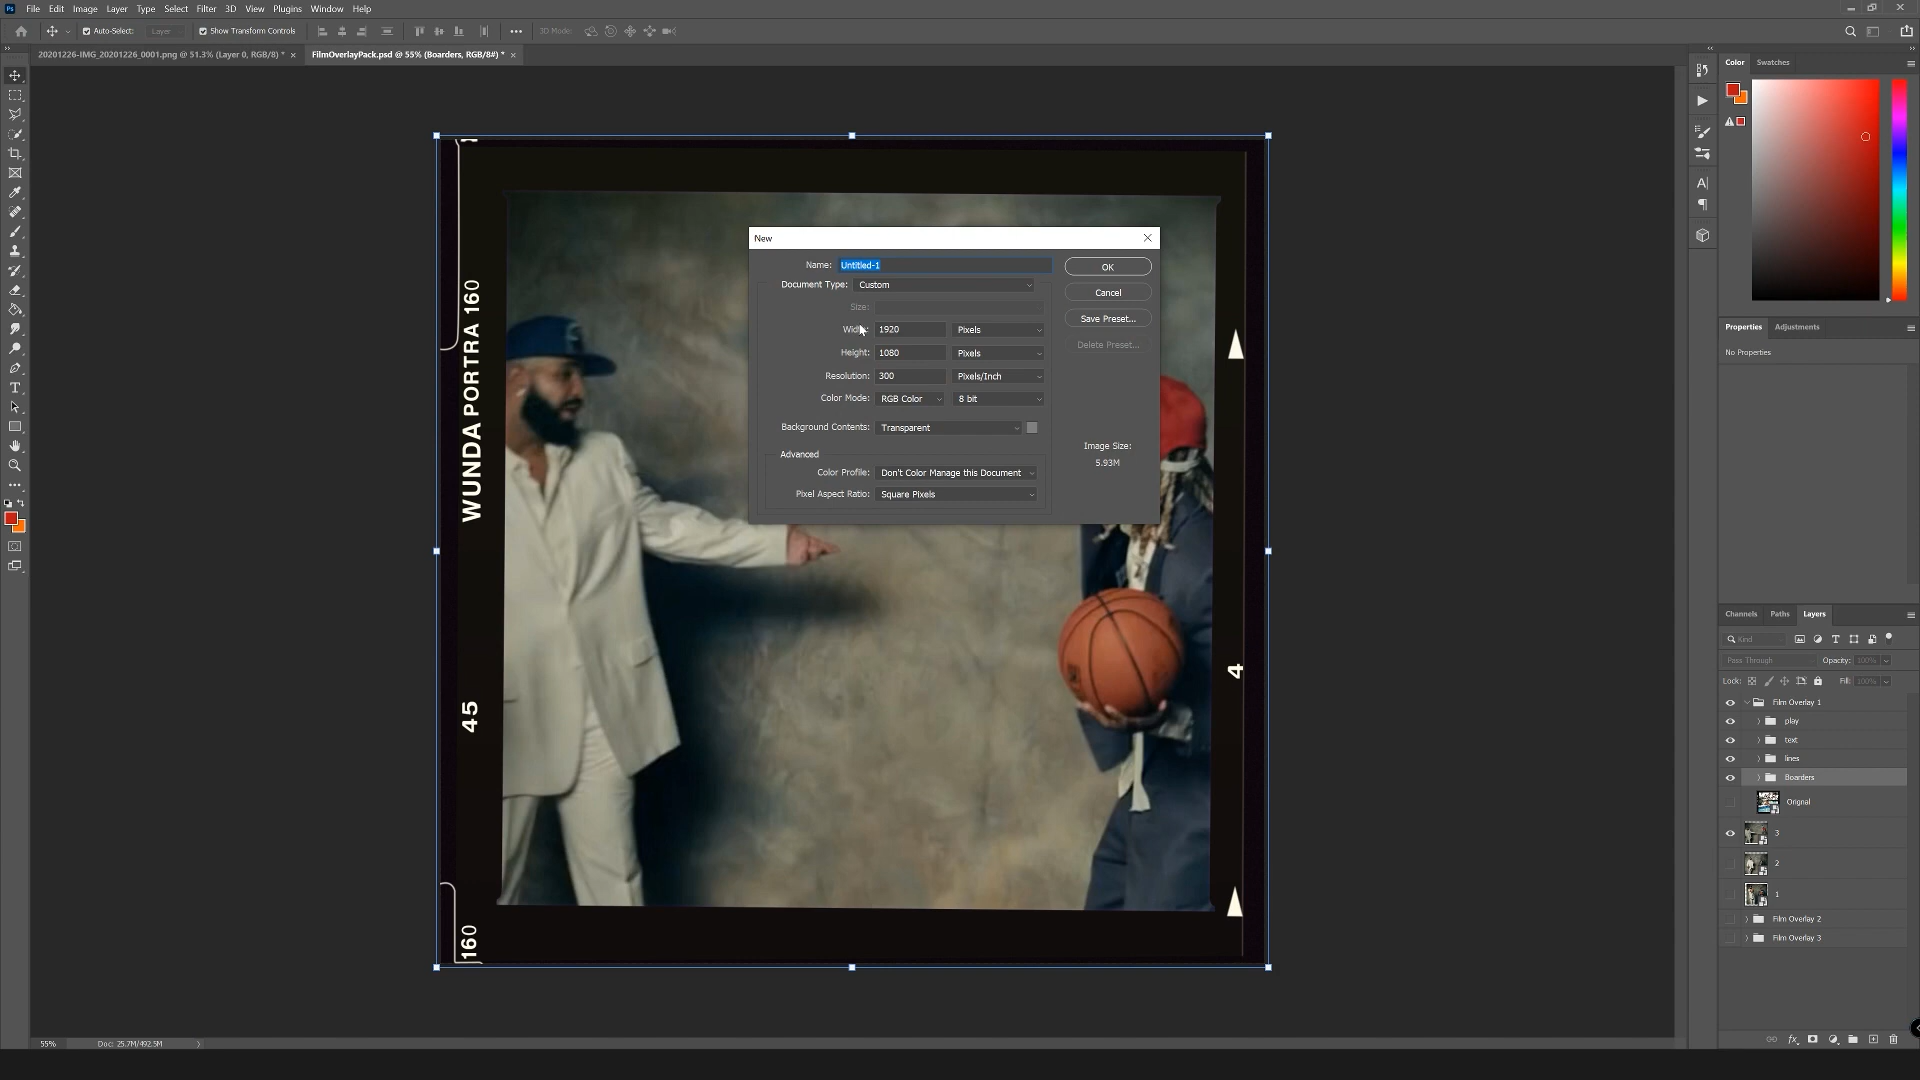 Ps File Edit Image Layer Type Select Filter 3D View Plugins Window Help
Auto-Select: Layer Show Transform Controls 3D Mode:
20201226-IMG_20201226_0001.png @ 51.3% (Layer 0, RGB/8) * × FilmOverlayPack.psd @ 55% (Boarders, RGB/8#) * ×
Color Swatches
New
Name: Untitled-1 OK
Document Type: Custom Cancel
Size:
Width: 1920 Pixels Save Preset...
Height: 1080 Pixels Delete Preset...
Resolution: 300 Pixels/Inch
Color Mode: RGB Color 8 bit
Background Contents: Transparent
Image Size:
5.93M
Advanced
Color Profile: Don't Color Manage this Document
Pixel Aspect Ratio: Square Pixels
WUNDA PORTRA 160
45
160
4
Properties Adjustments
No Properties
Channels Paths Layers
Kind
Pass Through Opacity: 100%
Lock: Fill: 100%
Film Overlay 1
play
text
lines
Boarders
Orignal
3
2
1
Film Overlay 2
Film Overlay 3
fx
55% Doc: 25.7M/492.5M